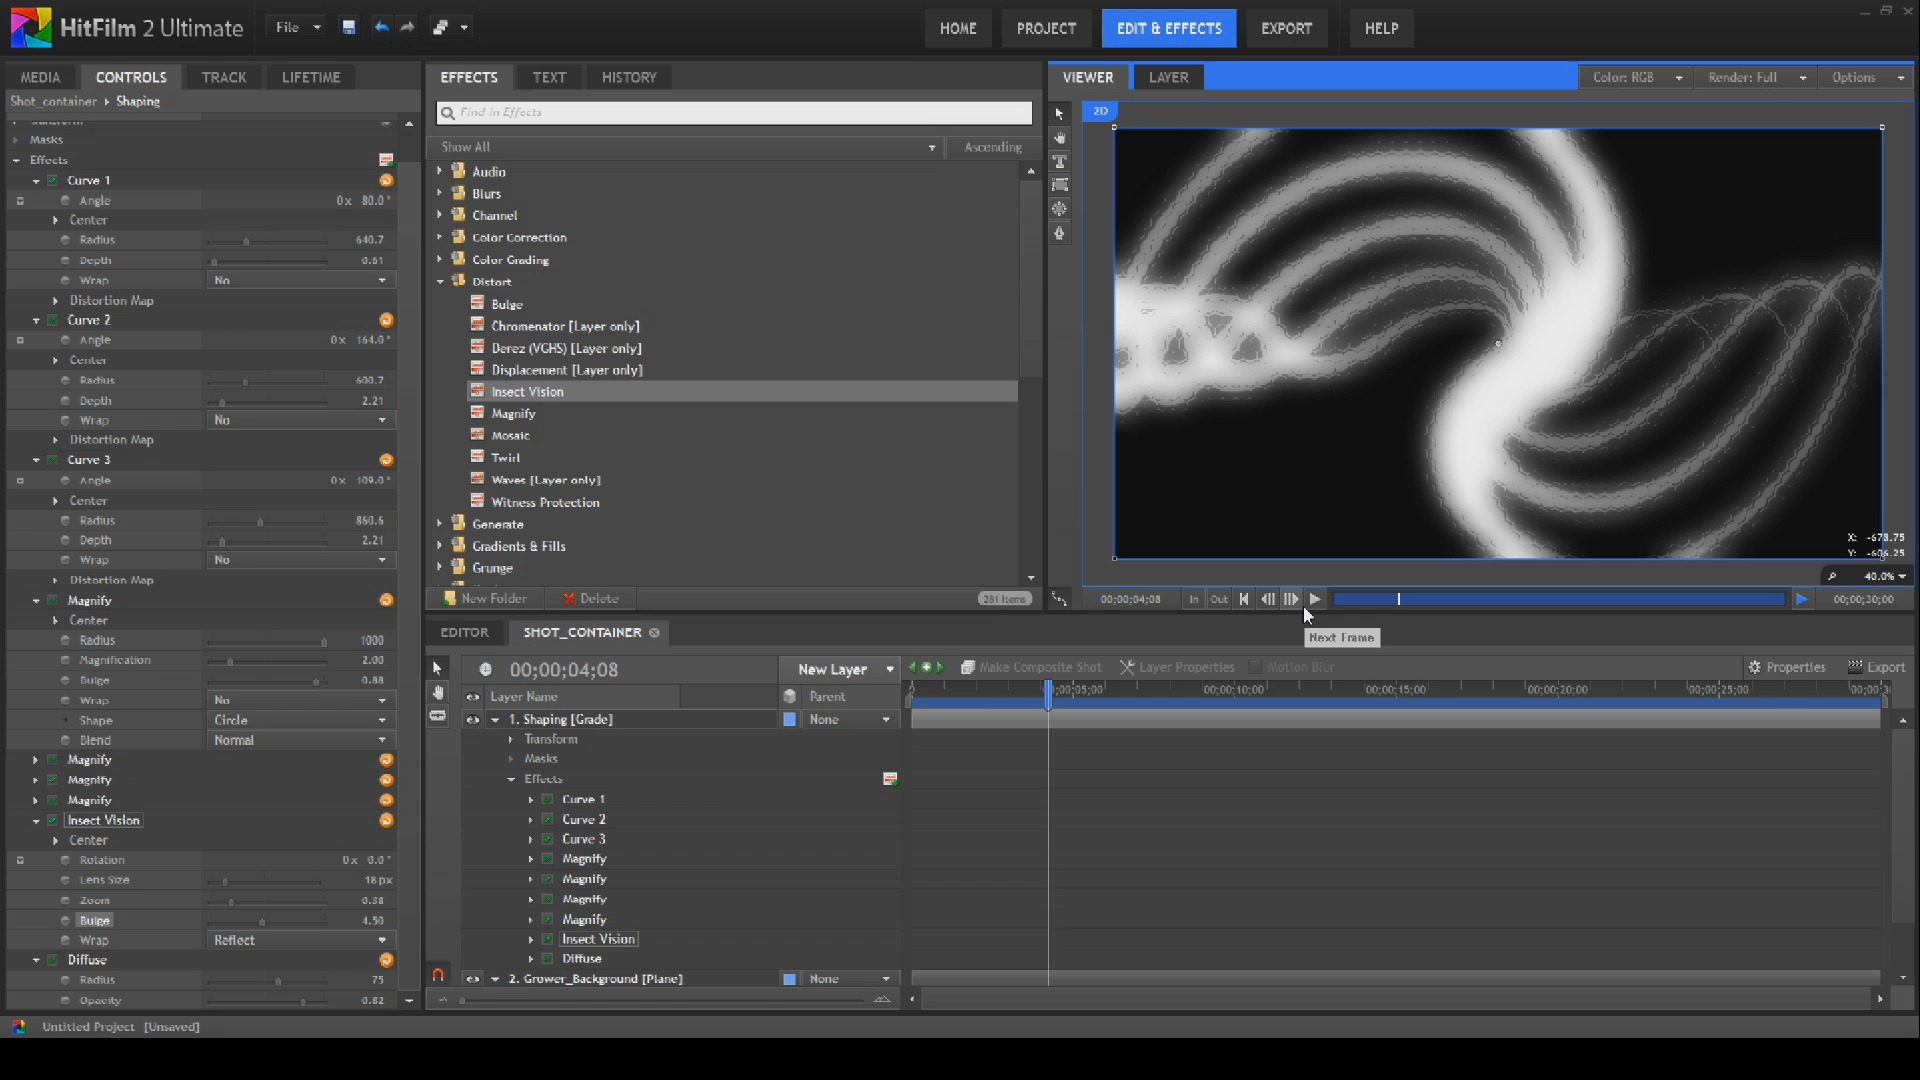 HitFilm 2 Ultimate
File
HOME
PROJECT
EDIT & EFFECTS
EXPORT
HELP
MEDIA
CONTROLS
TRACK
LIFETIME
Shot_container
Shaping
Masks
Effects
Curve 1
Angle
0x 80.0°
Center
Radius
640.7
Depth
0.61
Wrap
No
Distortion Map
Curve 2
Angle
0x 164.0°
Center
Radius
600.7
Depth
2.21
Wrap
No
Distortion Map
Curve 3
Angle
0x 109.0°
Center
Radius
860.6
Depth
2.21
Wrap
No
Distortion Map
Magnify
Center
Radius
1000
Magnification
2.00
Bulge
0.88
Wrap
No
Shape
Circle
Blend
Normal
Magnify
Magnify
Magnify
Insect Vision
Center
Rotation
0x 0.0°
Lens Size
18px
Zoom
0.38
Bulge
4.50
Wrap
Reflect
Diffuse
Radius
75
Opacity
0.82
EFFECTS
TEXT
HISTORY
Find in Effects
Show All
Ascending
Audio
Blurs
Channel
Color Correction
Color Grading
Distort
Bulge
Chromenator [Layer only]
Derez (VGHS) [Layer only]
Displacement [Layer only]
Insect Vision
Magnify
Mosaic
Twirl
Waves [Layer only]
Witness Protection
Generate
Gradients & Fills
Grunge
New Folder
Delete
281 Items
VIEWER
LAYER
Color: RGB
Render: Full
Options
2D
X: -678.75
Y: -606.25
40.0%
00;00;04;08
In
Out
00;00;30;00
Next Frame
EDITOR
SHOT_CONTAINER
00;00;04;08
New Layer
Make Composite Shot
Layer Properties
Motion Blur
Properties
Export
Layer Name
Parent
0
00;00;05;00
00;00;10;00
00;00;15;00
00;00;20;00
00;00;25;00
1. Shaping [Grade]
None
Transform
Masks
Effects
Curve 1
Curve 2
Curve 3
Magnify
Magnify
Magnify
Magnify
Insect Vision
Diffuse
2. Grower_Background [Plane]
None
Untitled Project [Unsaved]